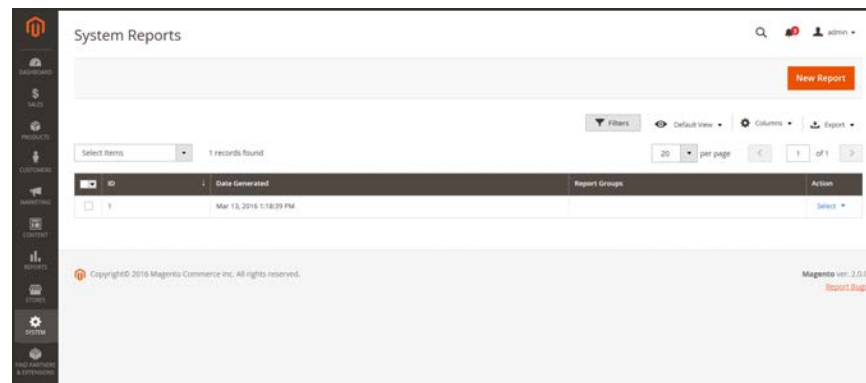 System Reports
admin
New Report
Filters
Default View
Columns
Export
Select Items
1 records found
20
per page
1
of 1
ID
Date Generated
Report Groups
Action
1
Mar 13, 2016 1:18:39 PM
Select
Copyright© 2016 Magento Commerce Inc. All rights reserved.
Magento ver. 2.0.
Report Bugs
DASHBOARD
SALES
PRODUCTS
CUSTOMERS
MARKETING
CONTENT
REPORTS
STORES
SYSTEM
FIND PARTNERS
& EXTENSIONS